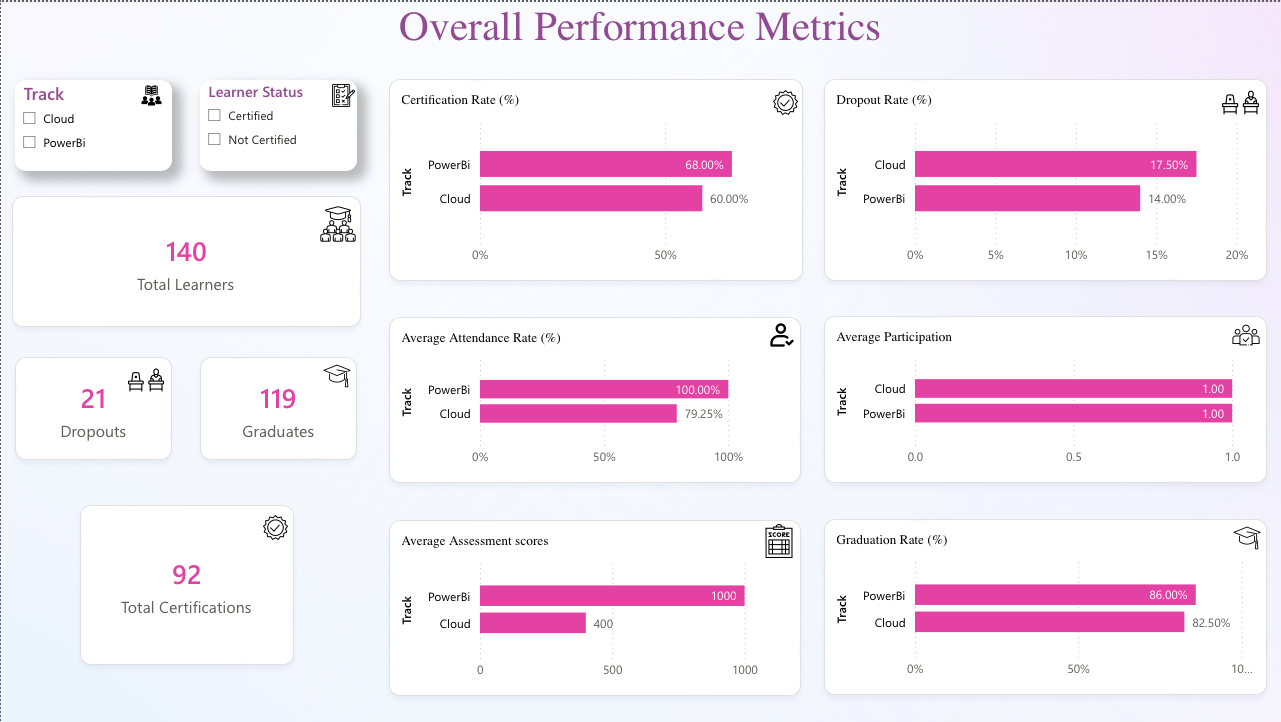 Overall Performance Metrics
Track
Cloud
PowerBi
Learner Status
Certified
Not Certified
140
Total Learners
21
Dropouts
119
Graduates
92
Total Certifications
Certification Rate (%)
Track
PowerBi
68.00%
Cloud
60.00%
0%
50%
Dropout Rate (%)
Track
Cloud
17.50%
PowerBi
14.00%
0%
5%
10%
15%
20%
Average Attendance Rate (%)
Track
PowerBi
100.00%
Cloud
79.25%
0%
50%
100%
Average Participation
Track
Cloud
1.00
PowerBi
1.00
0.0
0.5
1.0
Average Assessment scores
SCORE
Track
PowerBi
1000
Cloud
400
0
500
1000
Graduation Rate (%)
Track
PowerBi
86.00%
Cloud
82.50%
0%
50%
10...